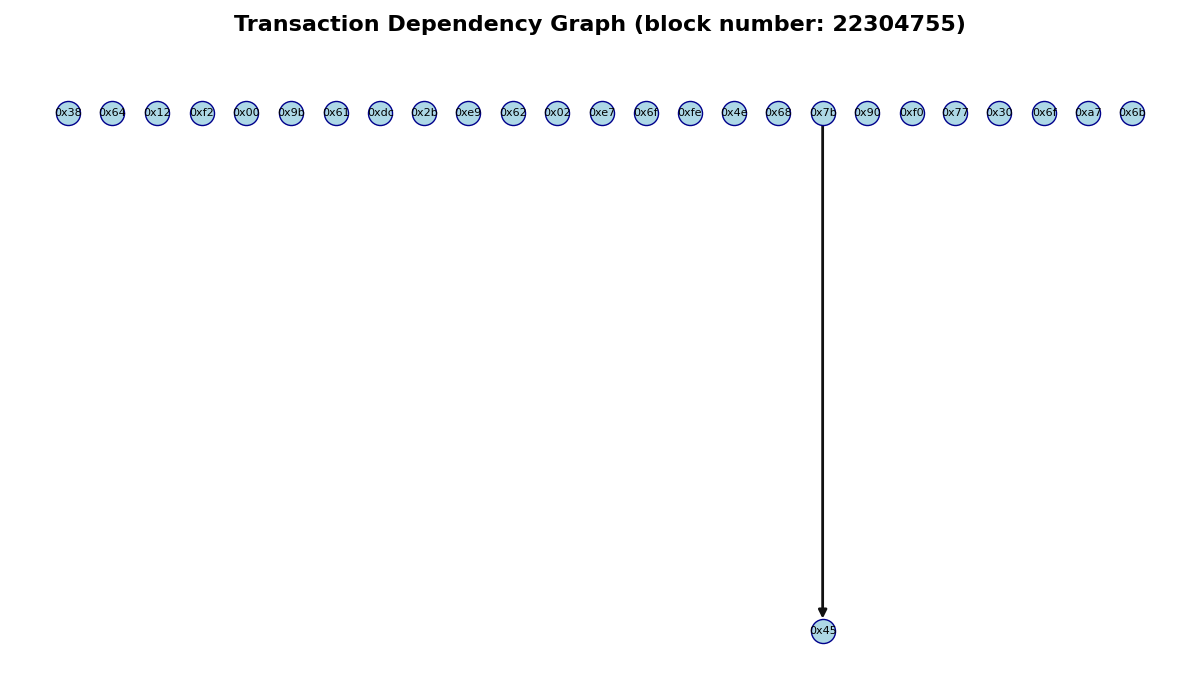 Transaction Dependency Graph (block number: 22304755)
0x38 0x64 0x12 0xf2 0x00 0x9b 0x61 0xdc 0x2b 0xe9 0x62 0x02 0xe7 0x6f 0xfe 0x4e 0x68 0x7b 0x90 0xf0 0x77 0x30 0x6f 0xa7 0x6b
0x45